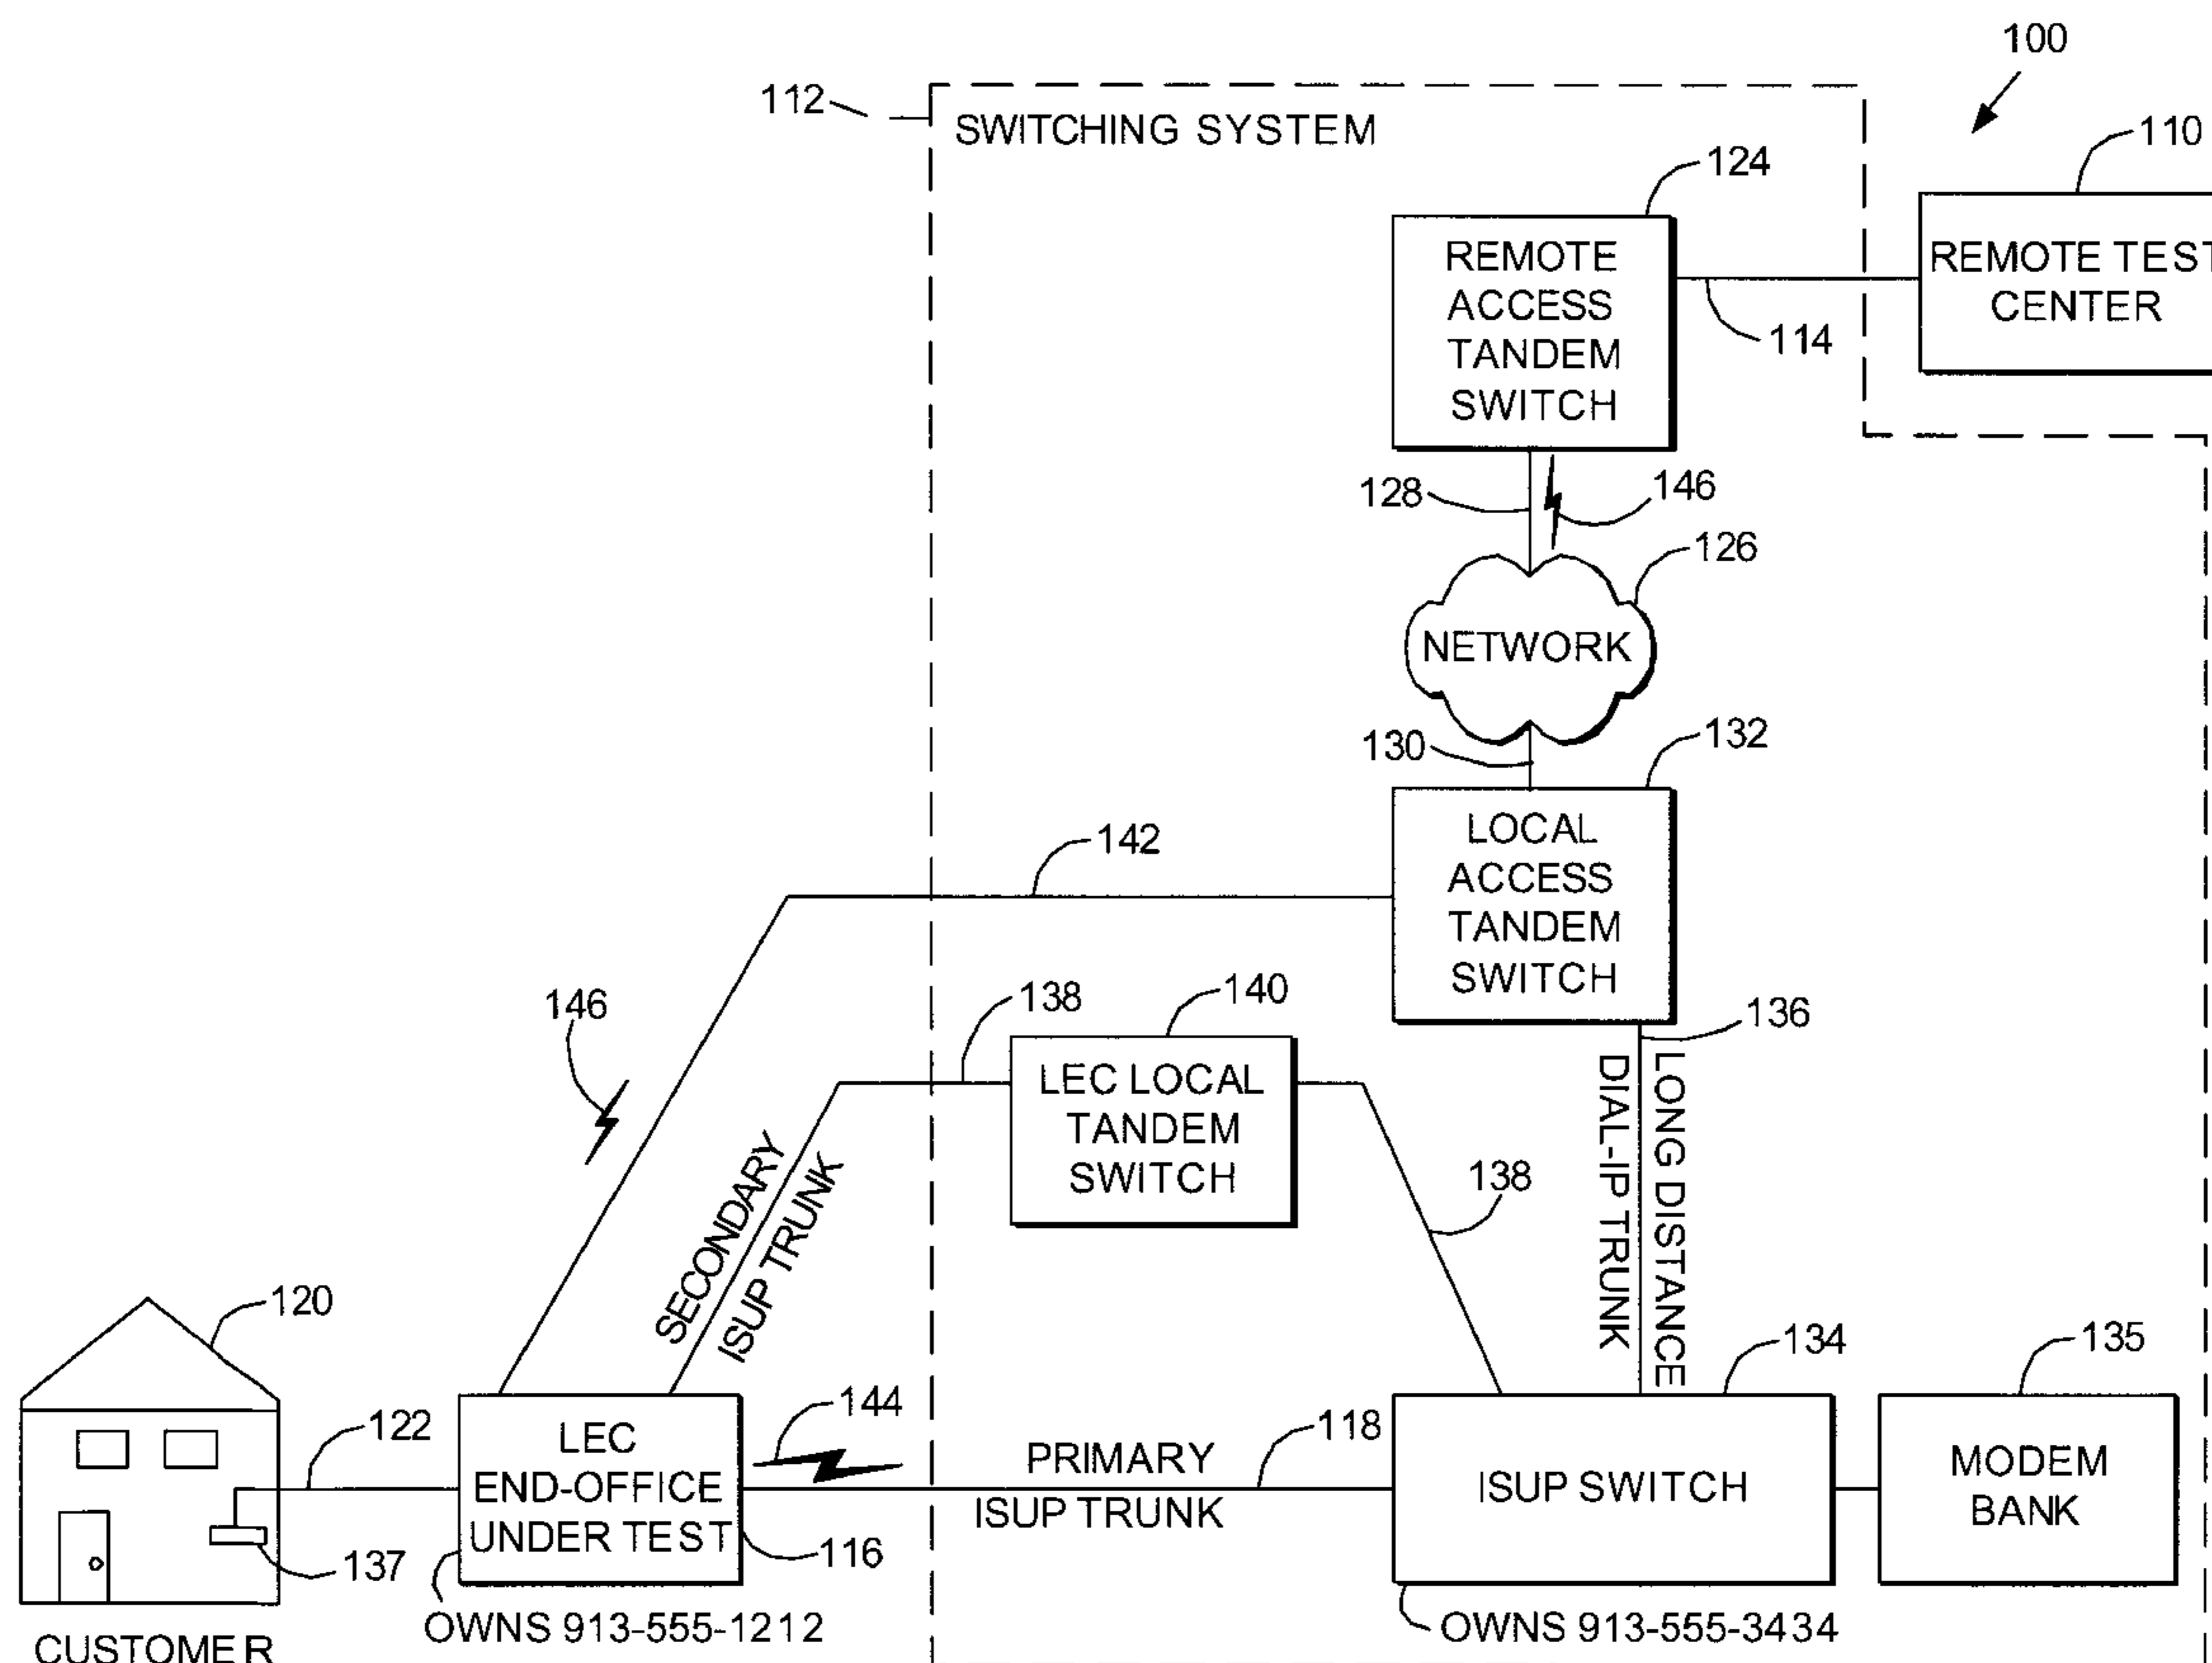 100
112
SWITCHING SYSTEM
110
124
REMOTE
ACCESS
TANDEM
SWITCH
REMOTE TEST
CENTER
114
128
146
126
NETWORK
130
132
LOCAL
ACCESS
TANDEM
SWITCH
142
146
138
140
136
LEC LOCAL
TANDEM
SWITCH
LONG DISTANCE
DIAL-IP TRUNK
SECONDARY
ISUP TRUNK
138
120
134
135
144
122
118
LEC
END-OFFICE
UNDER TEST
PRIMARY
ISUP TRUNK
ISUP SWITCH
MODEM
BANK
137
116
OWNS 913-555-1212
OWNS 913-555-3434
CUSTOMER